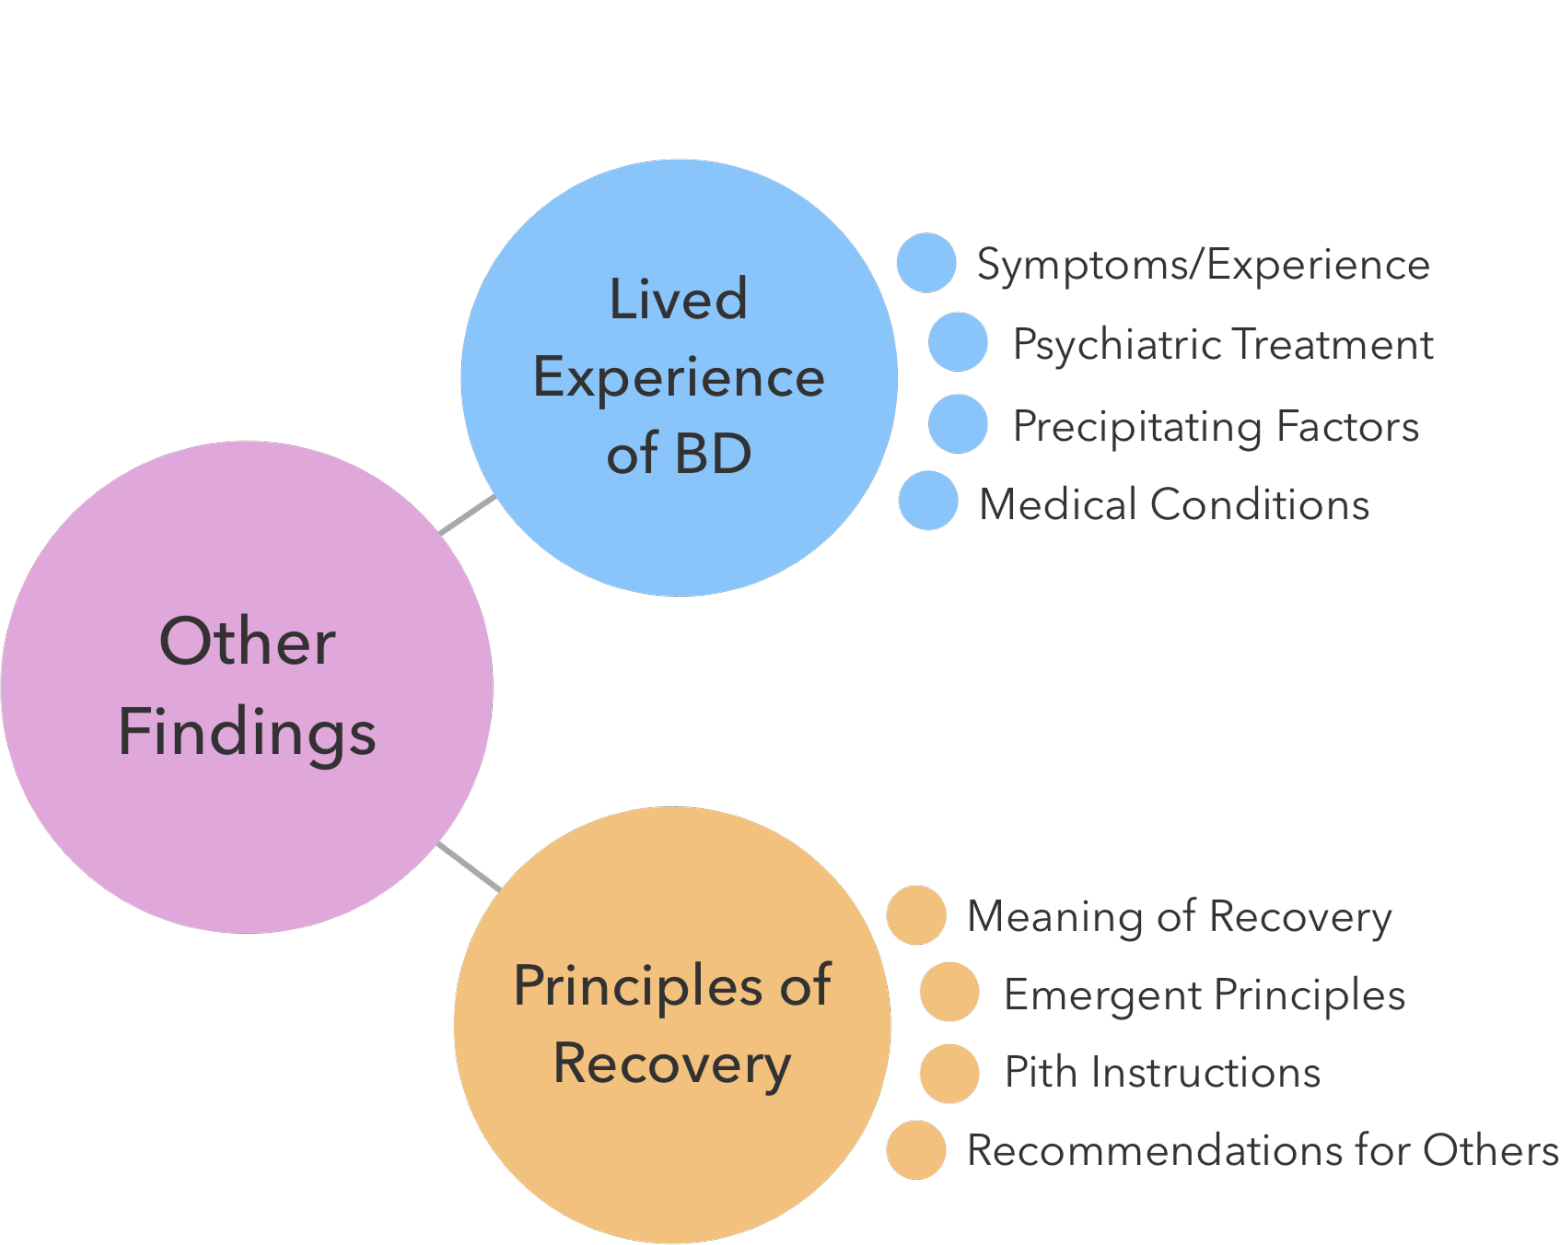 Lived
Experience
of BD
Symptoms/Experience
Psychiatric Treatment
Precipitating Factors
Medical Conditions
Other
Findings
Principles of
Recovery
Meaning of Recovery
Emergent Principles
Pith Instructions
Recommendations for Others